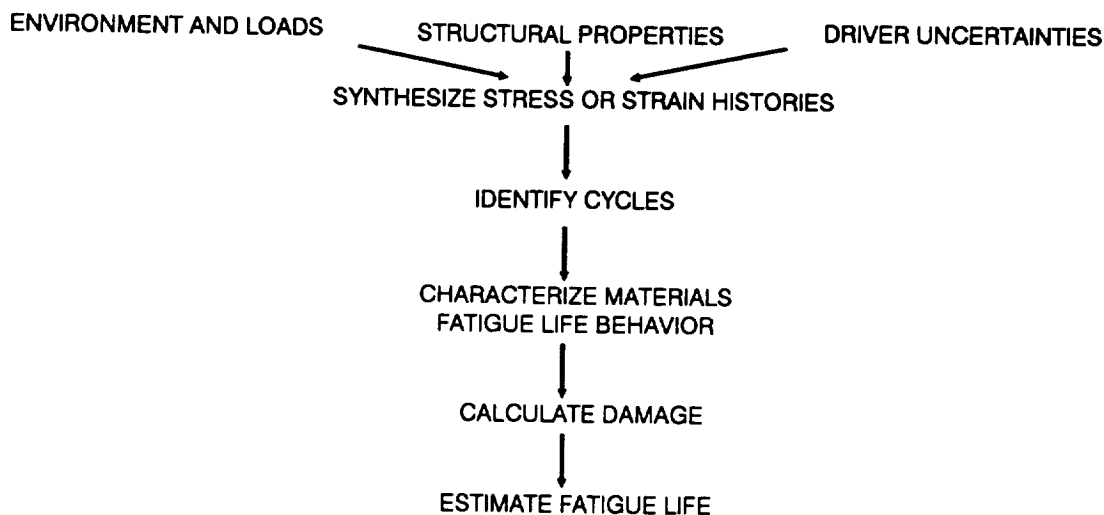 ENVIRONMENT AND LOADS
STRUCTURAL PROPERTIES
DRIVER UNCERTAINTIES
SYNTHESIZE STRESS OR STRAIN HISTORIES
IDENTIFY CYCLES
CHARACTERIZE MATERIALS
FATIGUE LIFE BEHAVIOR
CALCULATE DAMAGE
ESTIMATE FATIGUE LIFE